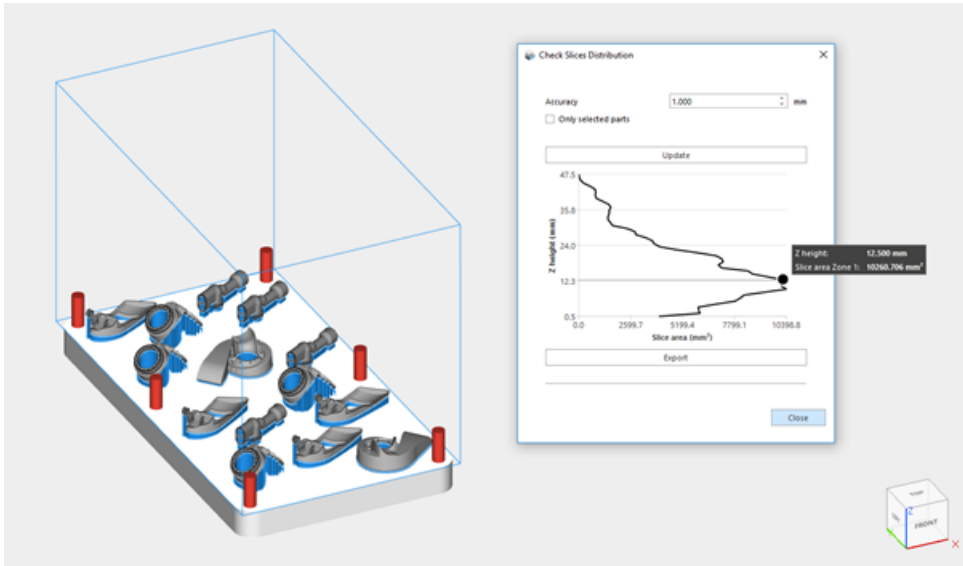 Check Slices Distribution
Accuracy
1.000
mm
Only selected parts
Update
47.5
35.8
24.0
12.3
0.5
Z height (mm)
0.0 2599.7 5199.4 7799.1 10398.8
Slice area (mm²)
Z height: 12.500 mm
Slice area Zone 1: 10260.706 mm²
Export
Close
TOP
FRONT
Z
X